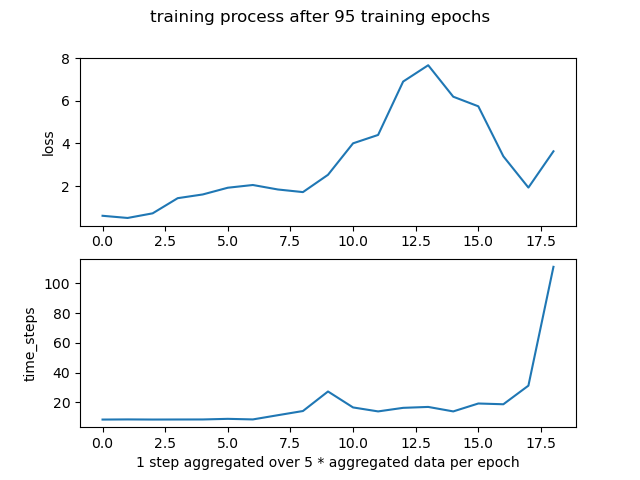 training process after 95 training epochs
8
6
4
2
loss
0.0 2.5 5.0 7.5 10.0 12.5 15.0 17.5
100
80
60
40
20
time_steps
0.0 2.5 5.0 7.5 10.0 12.5 15.0 17.5
1 step aggregated over 5 * aggregated data per epoch